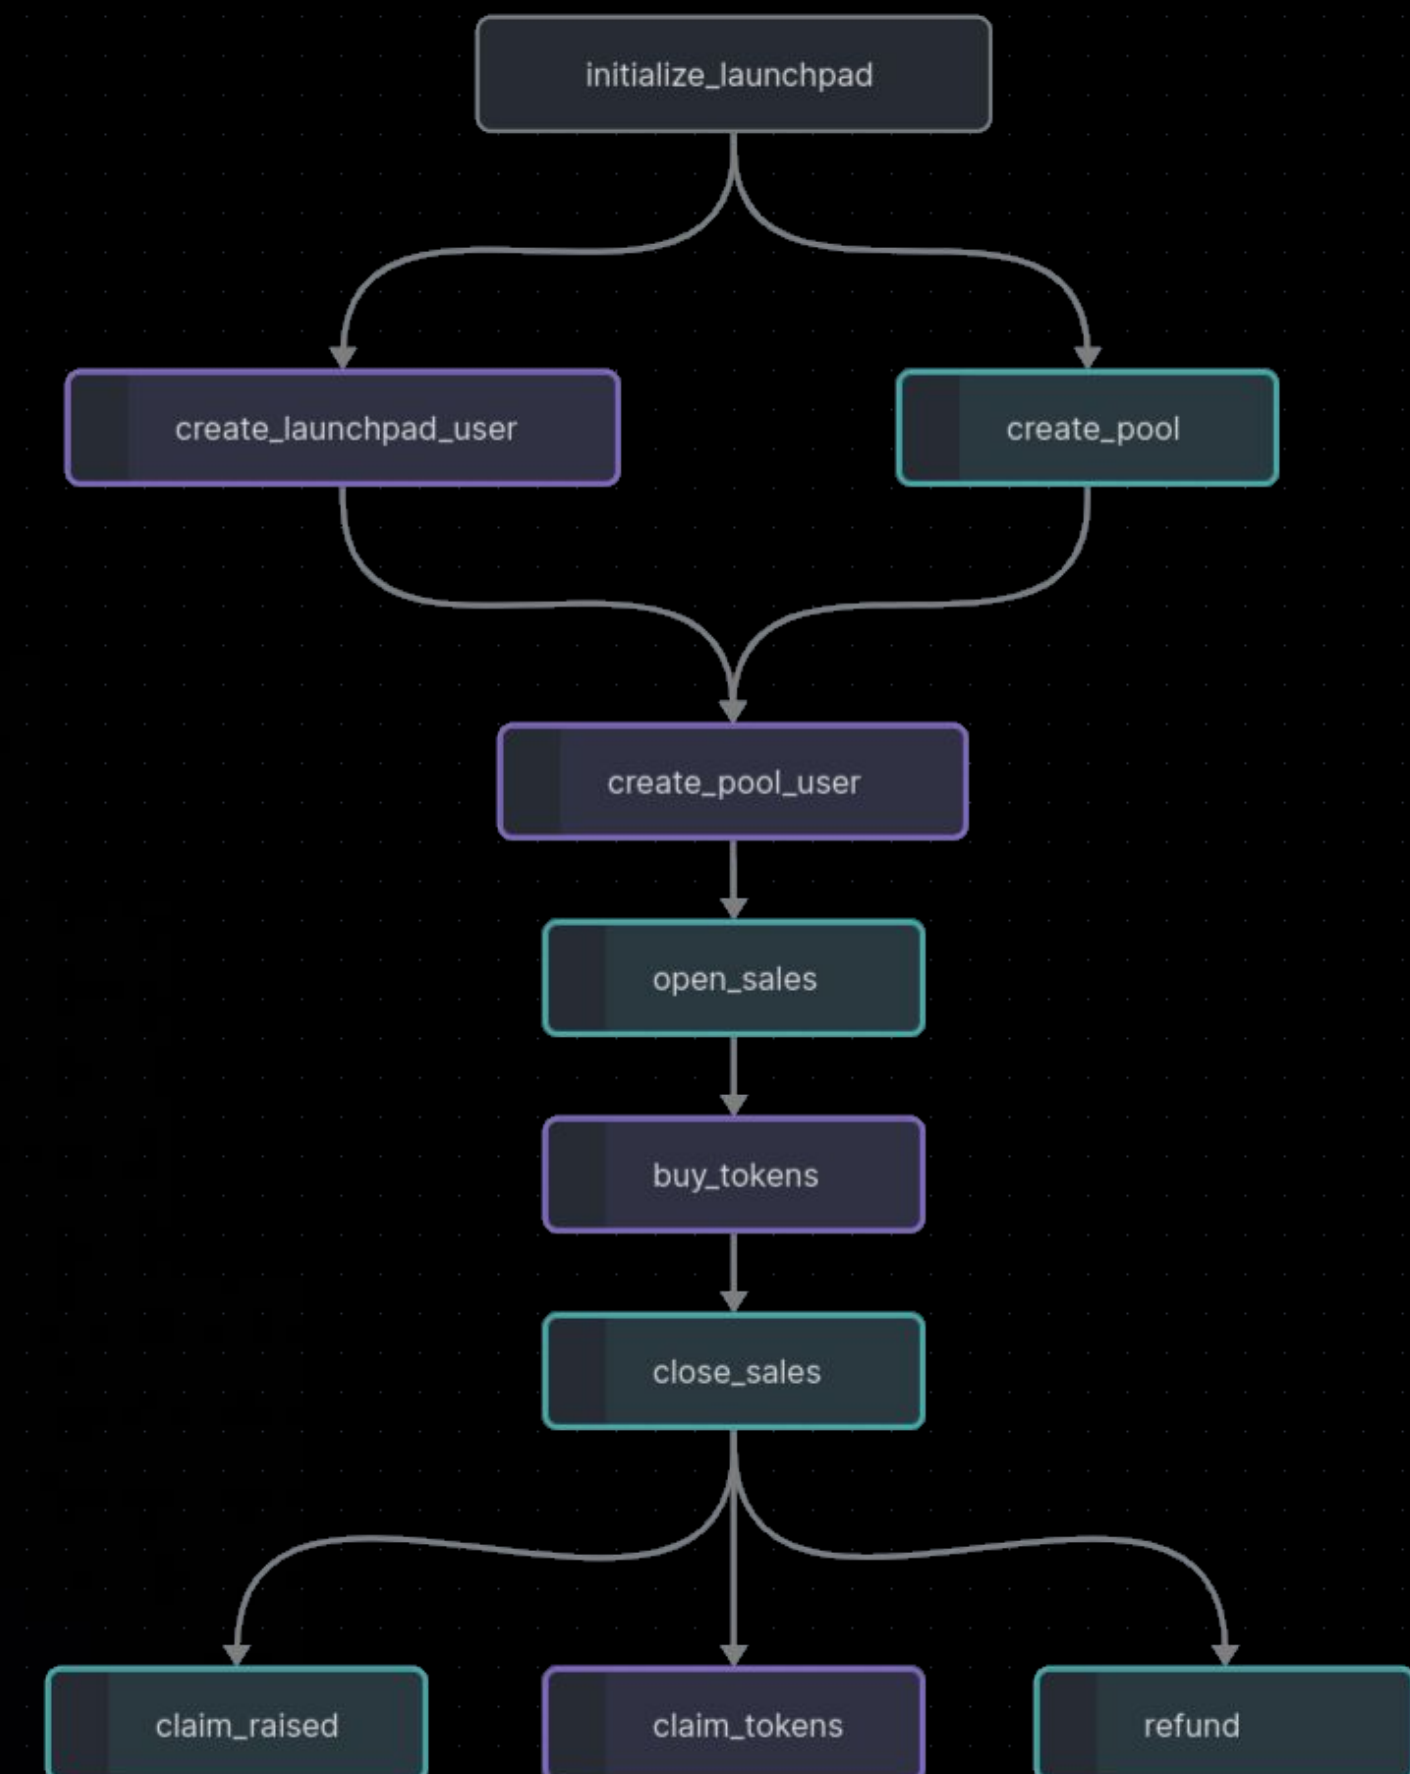 initialize_launchpad
create_launchpad_user
create_pool
create_pool_user
open_sales
buy_tokens
close_sales
claim_raised
claim_tokens
refund